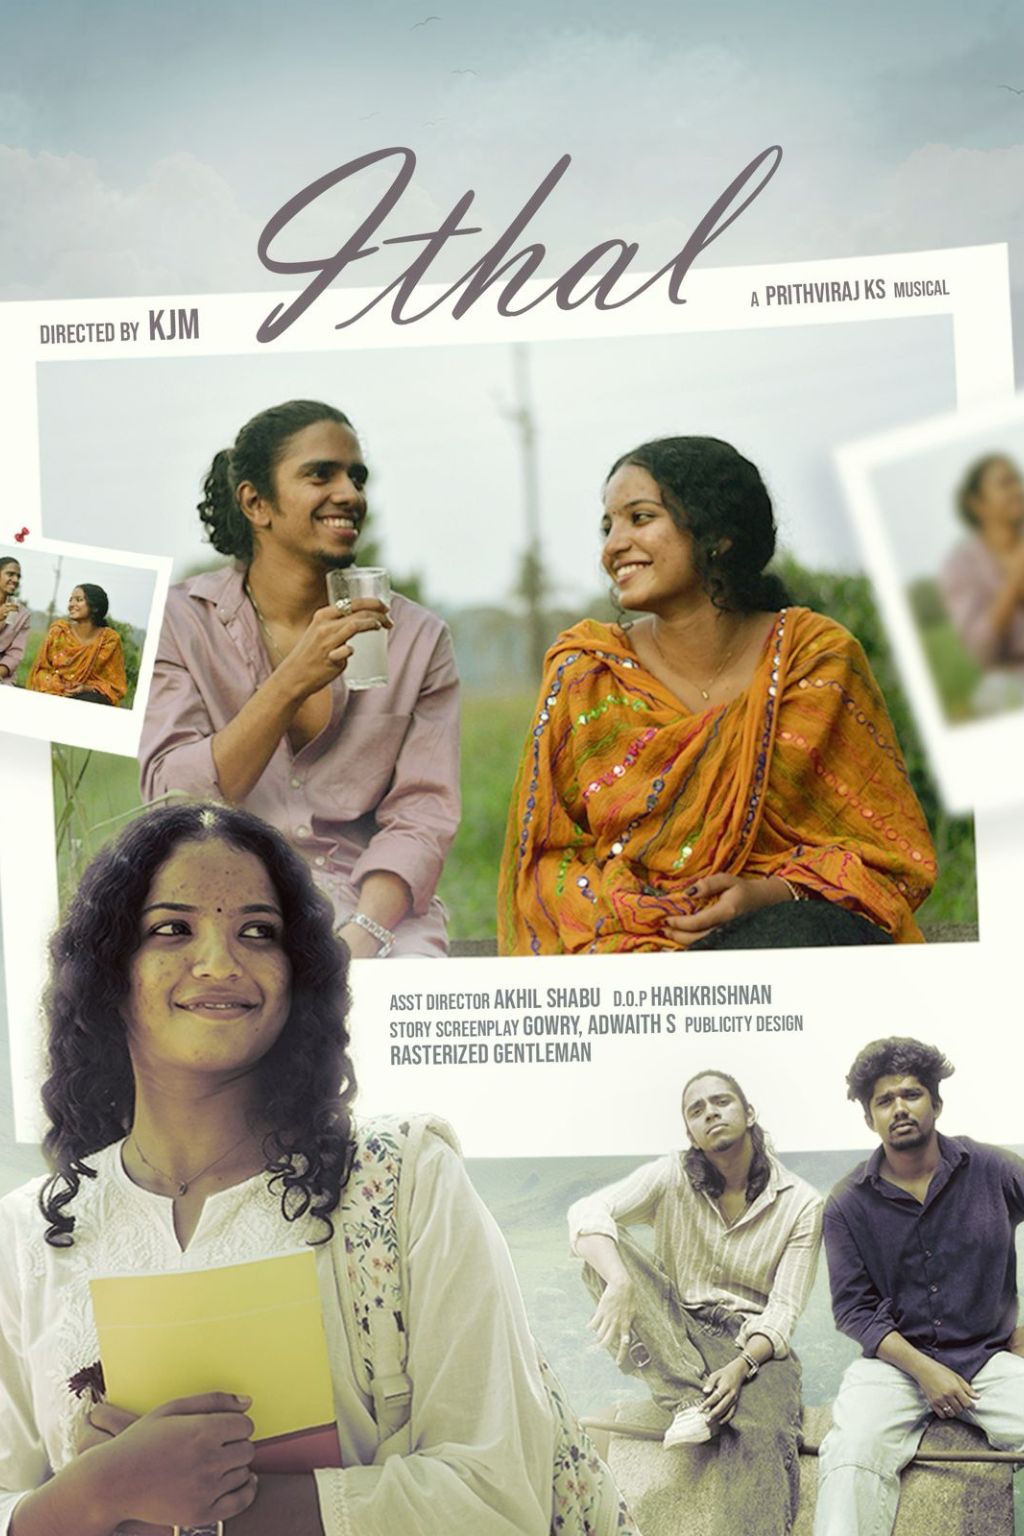 Ithal
DIRECTED BY KJM
A PRITHVIRAJ KS MUSICAL
ASST DIRECTOR AKHIL SHABU D.O.P HARIKRISHNAN
STORY SCREENPLAY GOWRY, ADWAITH S PUBLICITY DESIGN
RASTERIZED GENTLEMAN